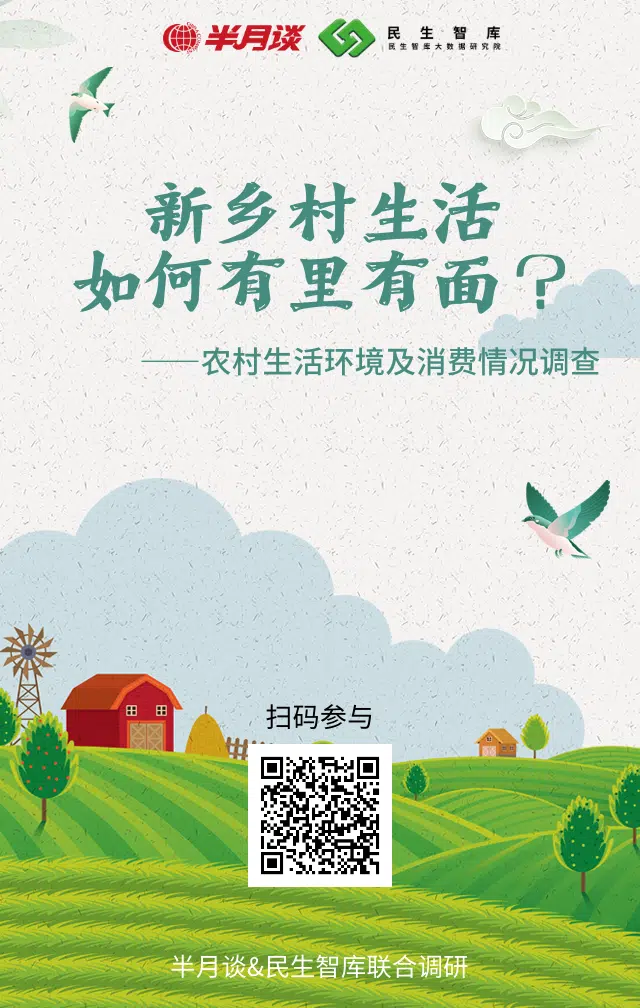 半月谈
民生智库
民生智库大数据研究院
新乡村生活
如何有里有面？
——农村生活环境及消费情况调查
扫码参与
半月谈&民生智库联合调研